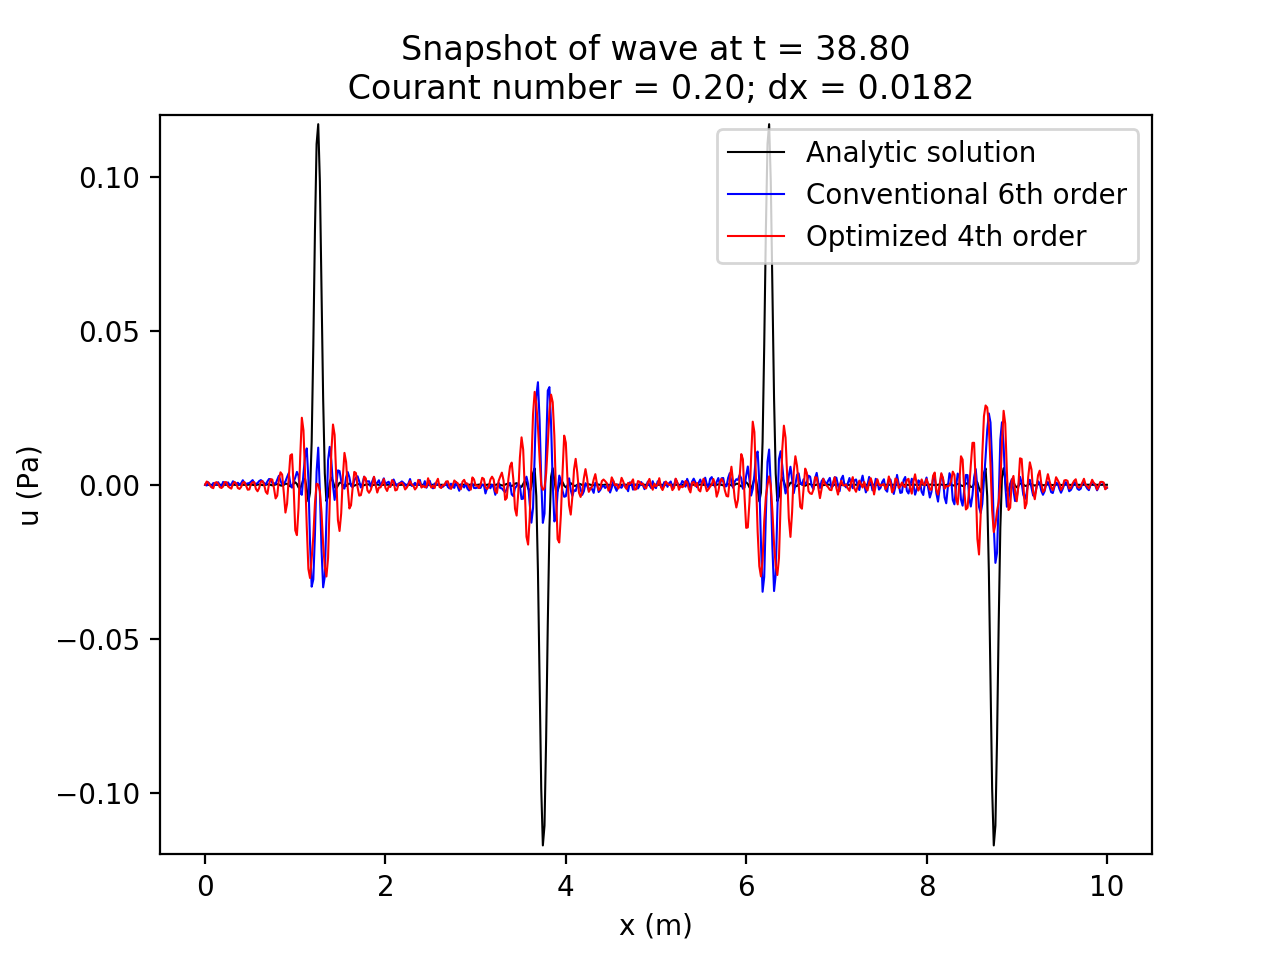 Snapshot of wave at t = 38.80
Courant number = 0.20; dx = 0.0182
Analytic solution
Conventional 6th order
Optimized 4th order
0.10
0.05
0.00
−0.05
−0.10
u (Pa)
0 2 4 6 8 10
x (m)